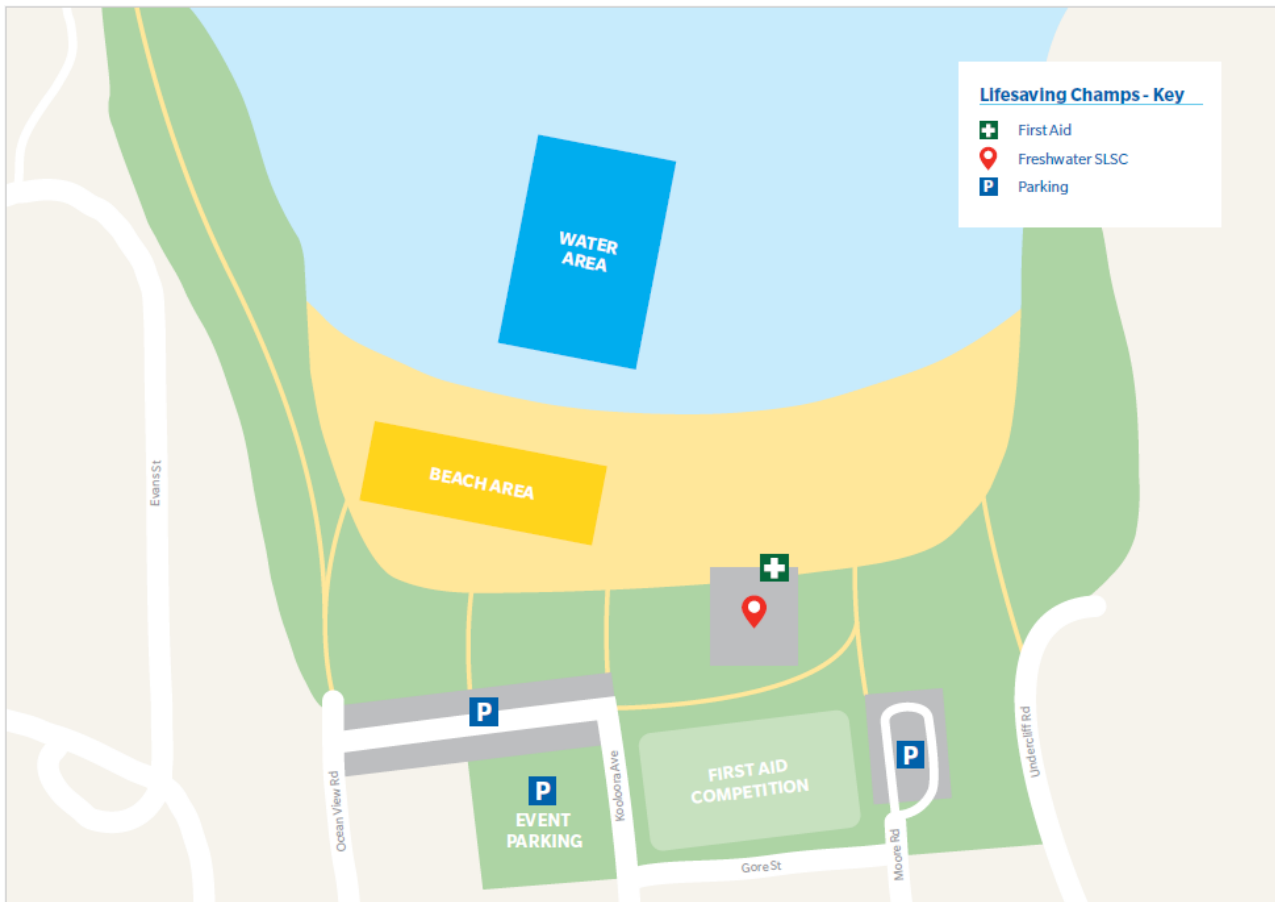 Lifesaving Champs - Key
First Aid
Freshwater SLSC
P Parking
WATER
AREA
BEACH AREA
Evans St
P
P
P
EVENT
PARKING
FIRST AID
COMPETITION
Ocean View Rd
Kooloora Ave
Gore St
Moore Rd
Undercliff Rd